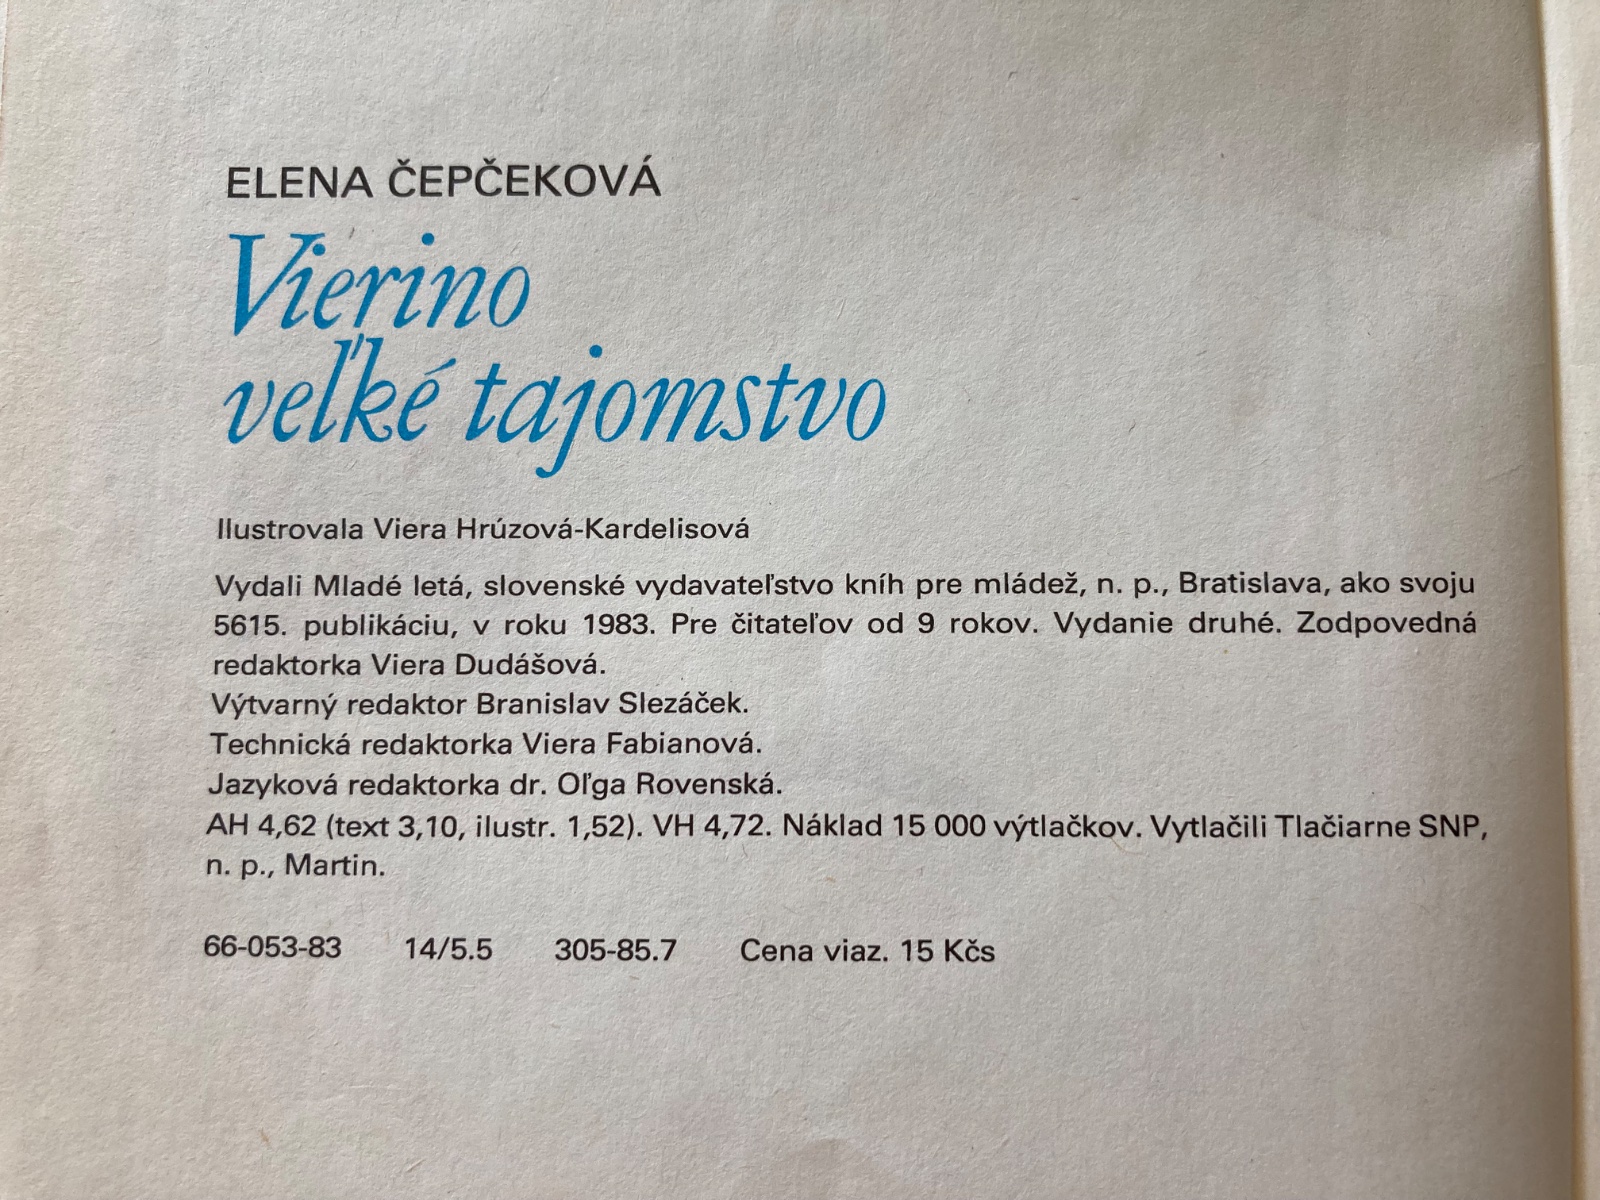 ELENA ČEPČEKOVÁ
Vierino
veľké tajomstvo
Ilustrovala Viera Hrúzová-Kardelisová
Vydali Mladé letá, slovenské vydavateľstvo kníh pre mládež, n. p., Bratislava, ako svoju
5615. publikáciu, v roku 1983. Pre čitateľov od 9 rokov. Vydanie druhé. Zodpovedná
redaktorka Viera Dudášová.
Výtvarný redaktor Branislav Slezáček.
Technická redaktorka Viera Fabianová.
Jazyková redaktorka dr. Oľga Rovenská.
AH 4,62 (text 3,10, ilustr. 1,52). VH 4,72. Náklad 15 000 výtlačkov. Vytlačili Tlačiarne SNP,
n. p., Martin.
66-053-83 14/5.5 305-85.7 Cena viaz. 15 Kčs